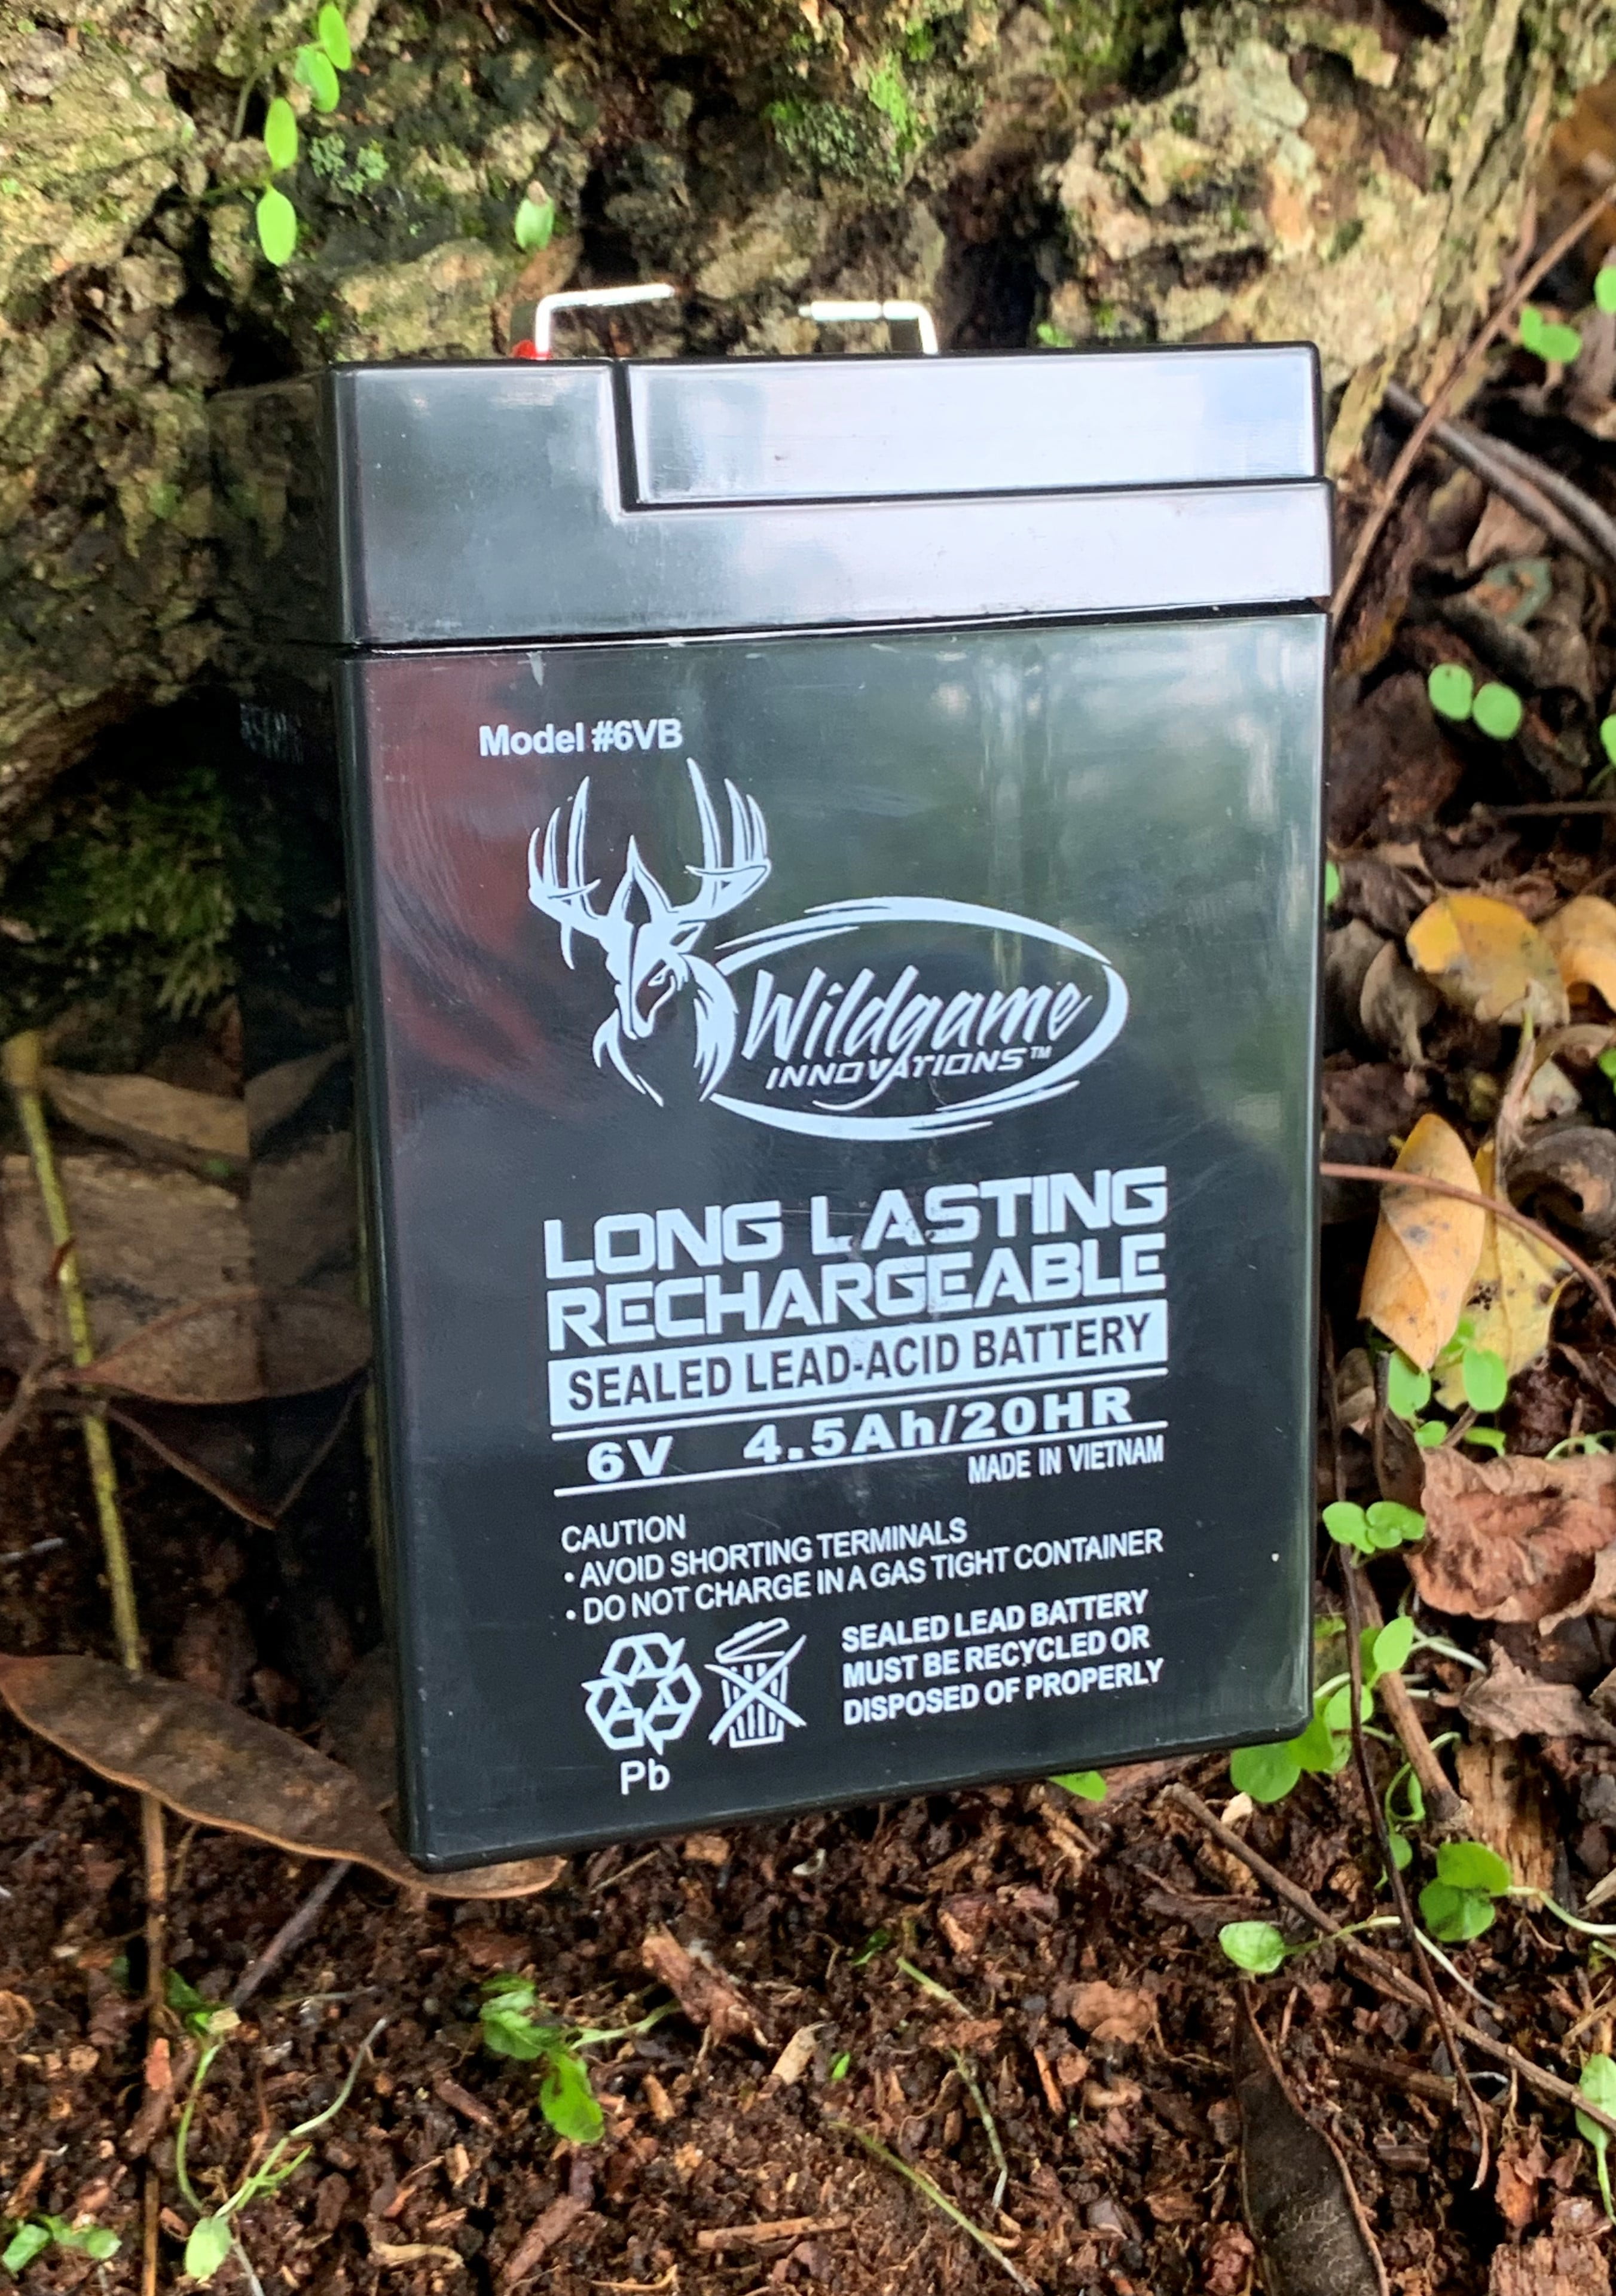 Model #6VB
Wildgame
INNOVATIONS™
LONG LASTING
RECHARGEABLE
SEALED LEAD-ACID BATTERY
6V 4.5Ah/20HR
MADE IN VIETNAM
CAUTION
• AVOID SHORTING TERMINALS
• DO NOT CHARGE IN A GAS TIGHT CONTAINER
SEALED LEAD BATTERY
MUST BE RECYCLED OR
DISPOSED OF PROPERLY
Pb